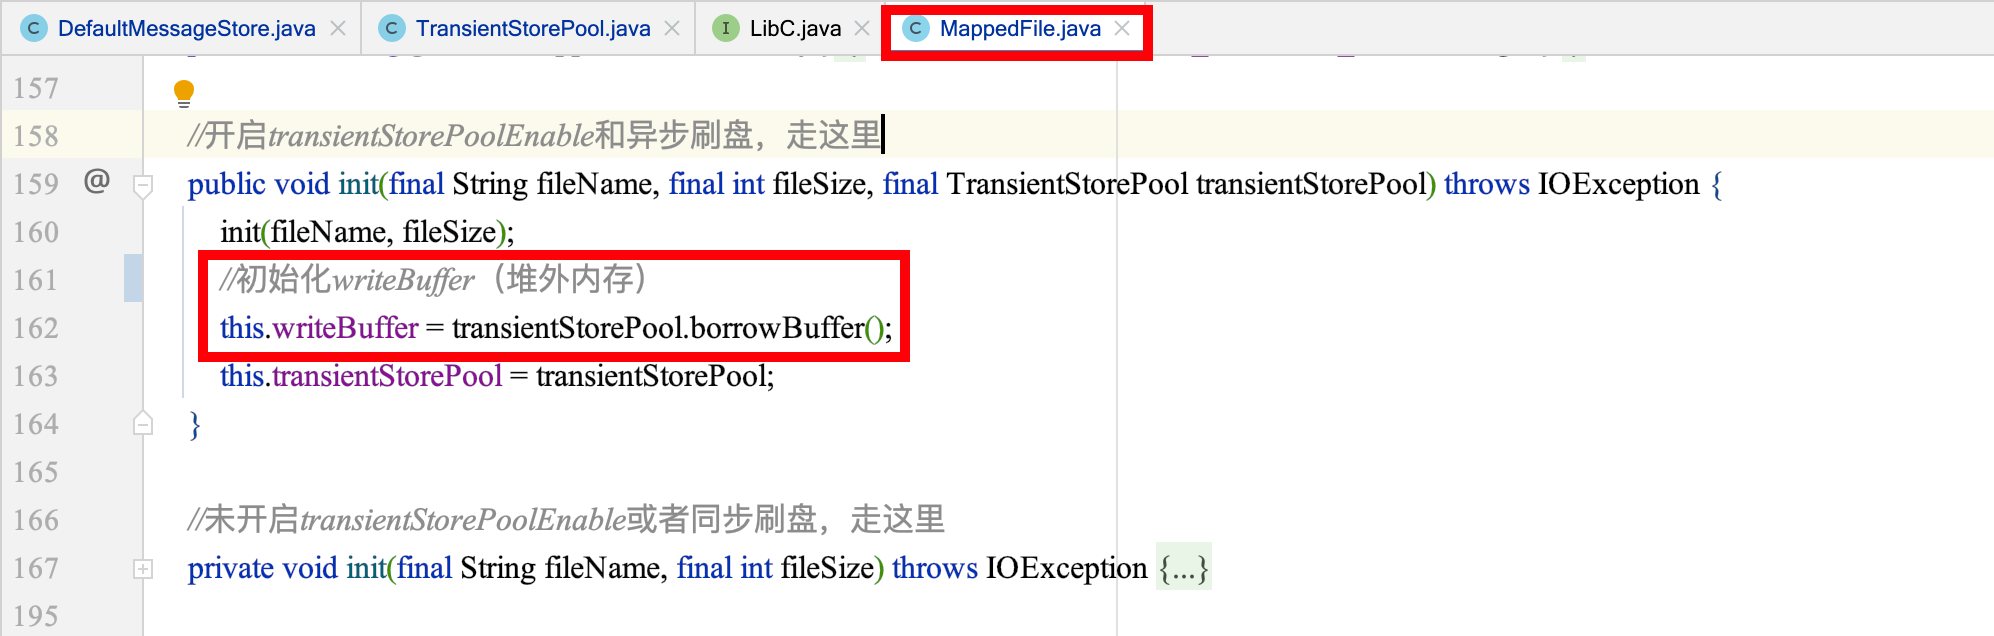 DefaultMessageStore.java TransientStorePool.java LibC.java MappedFile.java
157
158 //开启transientStorePoolEnable和异步刷盘，走这里
159 @ public void init(final String fileName, final int fileSize, final TransientStorePool transientStorePool) throws IOException {
160 init(fileName, fileSize);
161 //初始化writeBuffer（堆外内存）
162 this.writeBuffer = transientStorePool.borrowBuffer();
163 this.transientStorePool = transientStorePool;
164 }
165
166 //未开启transientStorePoolEnable或者同步刷盘，走这里
167 private void init(final String fileName, final int fileSize) throws IOException {...}
195